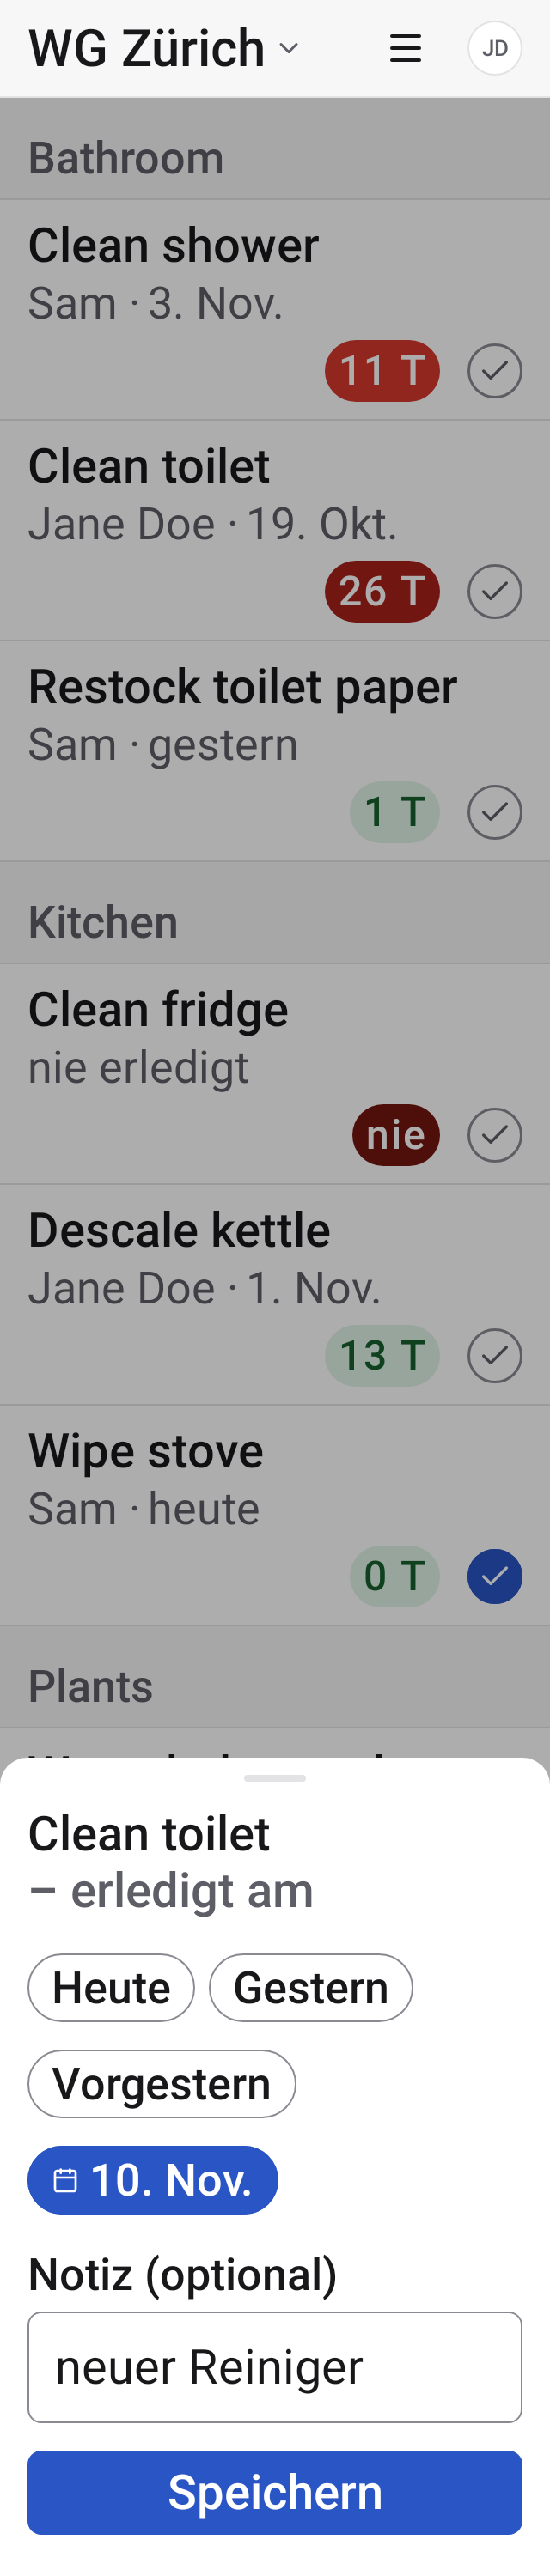 WG Zürich
JD
Bathroom
Clean shower
Sam · 3. Nov.
11 T
Clean toilet
Jane Doe · 19. Okt.
26 T
Restock toilet paper
Sam · gestern
1 T
Kitchen
Clean fridge
nie erledigt
nie
Descale kettle
Jane Doe · 1. Nov.
13 T
Wipe stove
Sam · heute
0 T
Plants
Clean toilet
– erledigt am
Heute
Gestern
Vorgestern
10. Nov.
Notiz (optional)
neuer Reiniger
Speichern